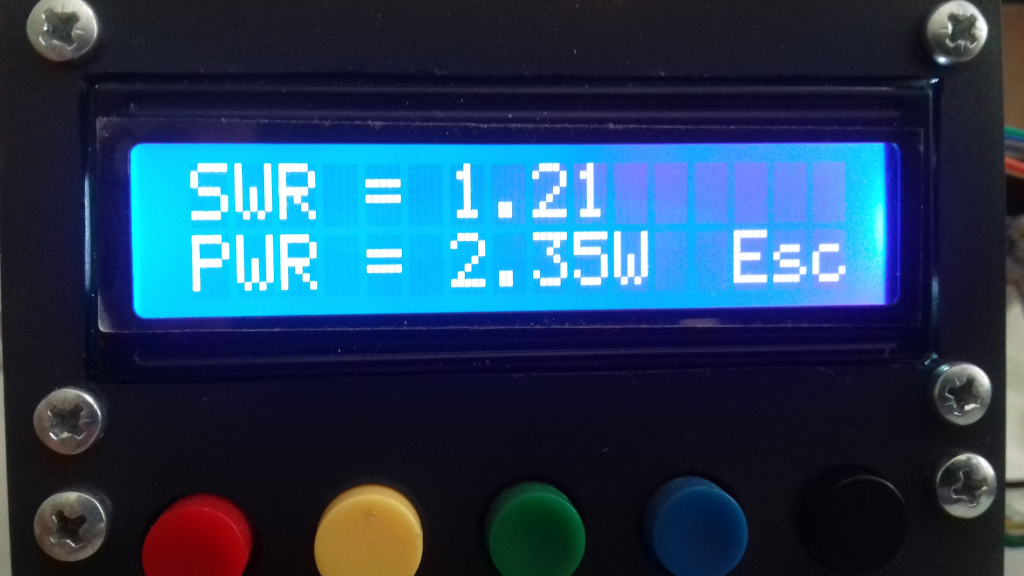 SWR = 1.21
PWR = 2.35W Esc